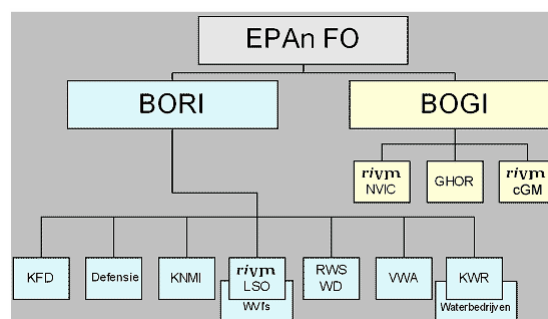 EPAn FO
BORI
BOGI
rivm
NVIC
GHOR
rivm
cGM
KFD
Defensie
KNMI
rivm
LSO
WVfs
RWS
WD
VWA
KWR
Waterbedrijven